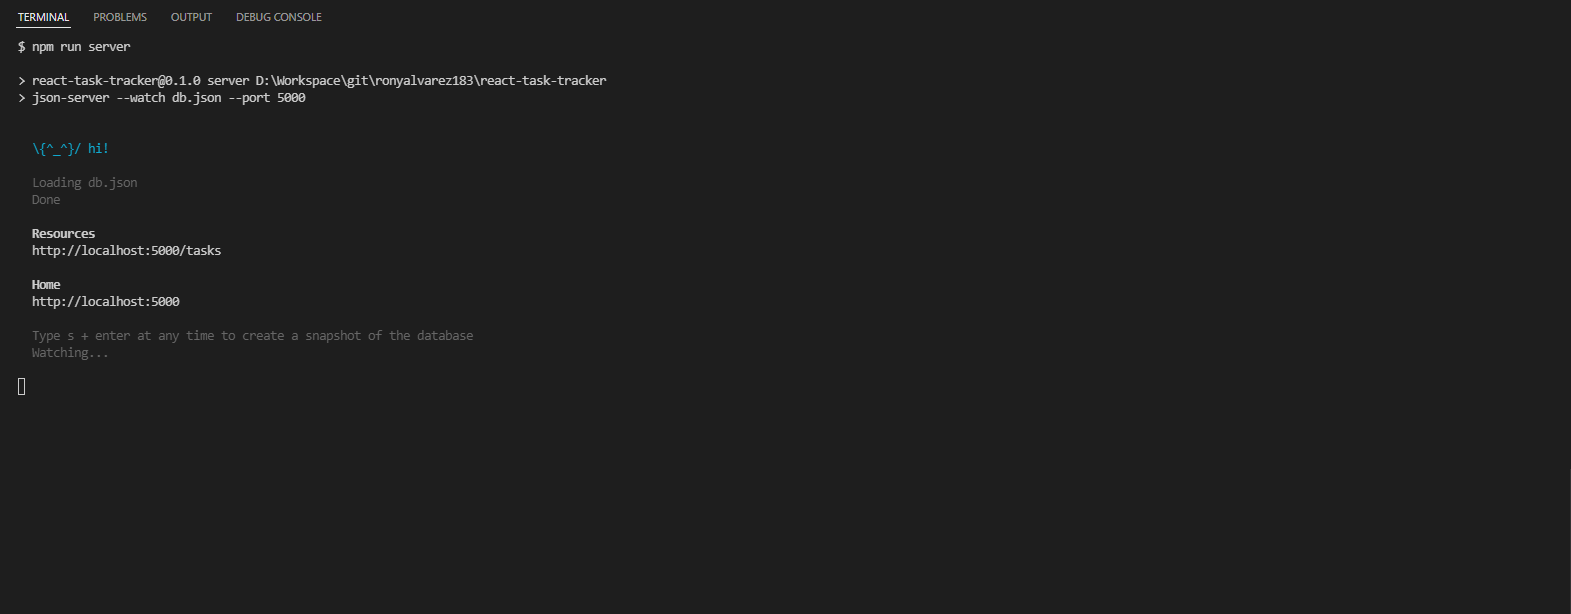 TERMINAL PROBLEMS OUTPUT DEBUG CONSOLE
$ npm run server
> react-task-tracker@0.1.0 server D:\Workspace\git\ronyalvarez183\react-task-tracker
> json-server --watch db.json --port 5000
\{^_^}/ hi!
Loading db.json
Done
Resources
http://localhost:5000/tasks
Home
http://localhost:5000
Type s + enter at any time to create a snapshot of the database
Watching...